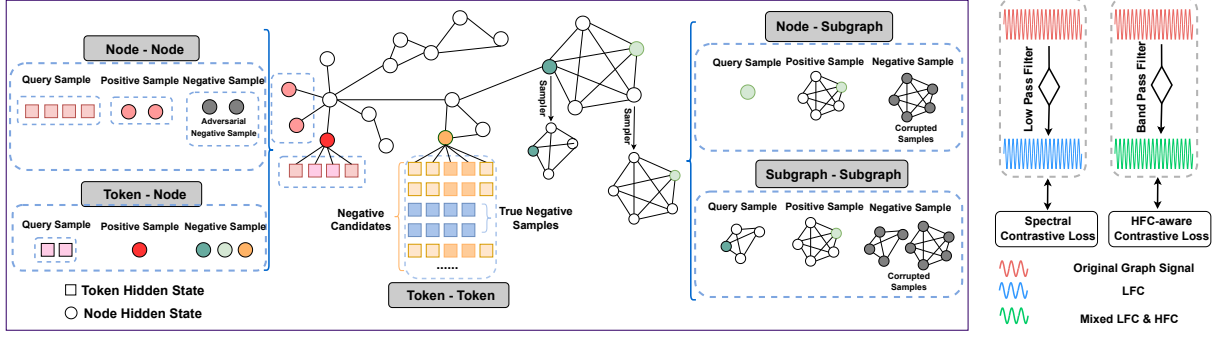 Node - Node
Query Sample
Positive Sample
Negative Sample
Adversarial
Negative Sample
Token - Node
Query Sample
Positive Sample
Negative Samples
Token Hidden State
Node Hidden State
Negative
Candidates
True Negative
Samples
......
Token - Token
Sampler
Sampler
Node - Subgraph
Query Sample
Positive Sample
Negative
Sample
Corrupted
Samples
Subgraph - Subgraph
Query Sample
Positive Sample
Negative Sample
Corrupted
Samples
Low Pass Filter
Band Pass Filter
Spectral
Contrastive Loss
HFC-aware
Contrastive Loss
Original Graph Signal
LFC
Mixed LFC & HFC